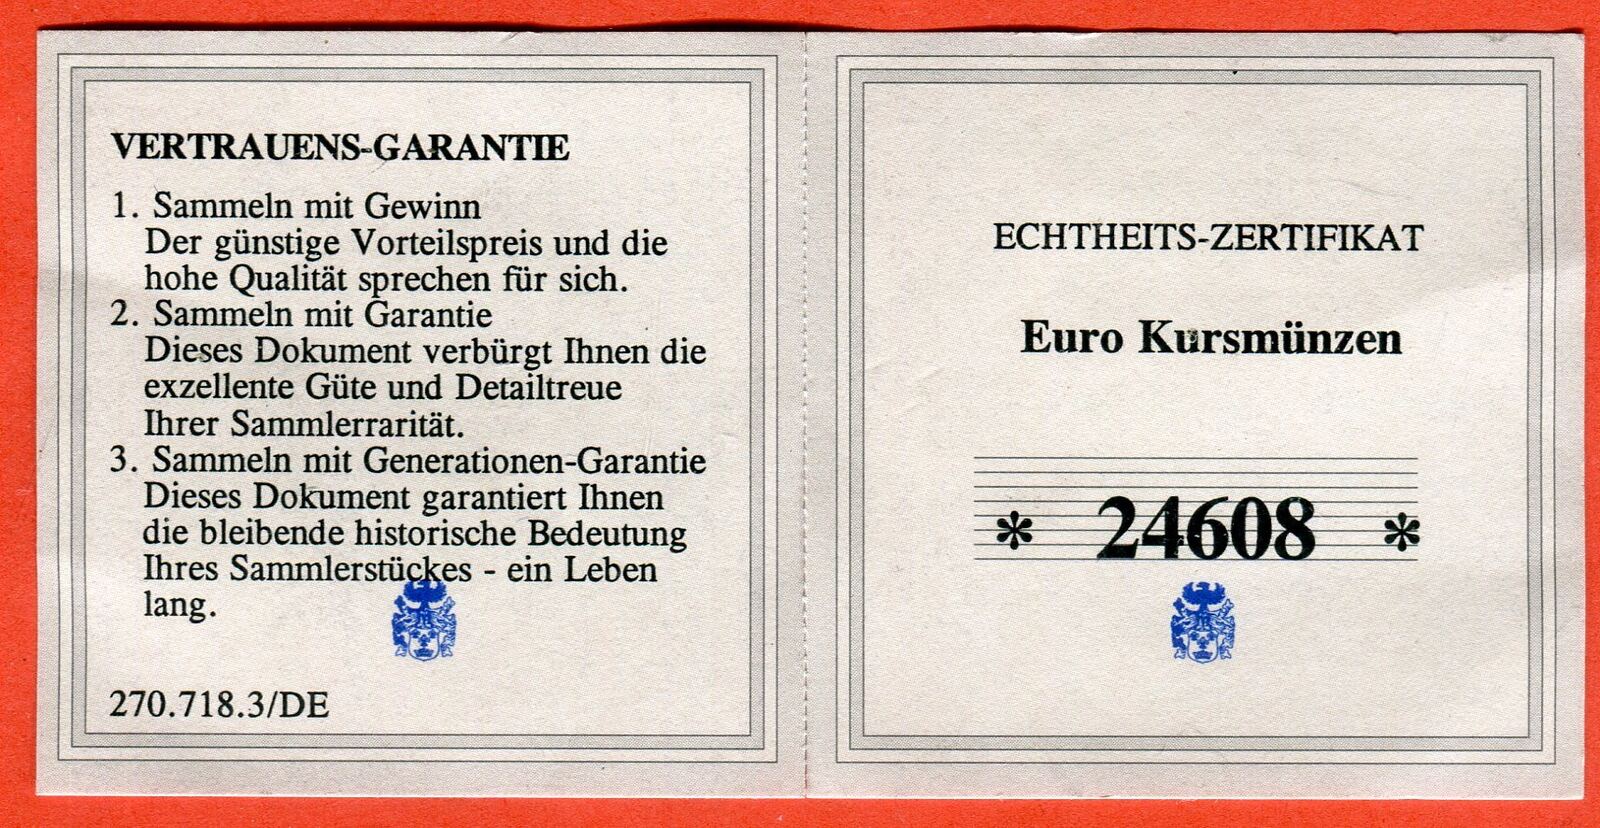 VERTRAUENS-GARANTIE
1. Sammeln mit Gewinn
Der günstige Vorteilspreis und die
hohe Qualität sprechen für sich.
2. Sammeln mit Garantie
Dieses Dokument verbürgt Ihnen die
exzellente Güte und Detailtreue
Ihrer Sammlerrarität.
3. Sammeln mit Generationen-Garantie
Dieses Dokument garantiert Ihnen
die bleibende historische Bedeutung
Ihres Sammlerstückes - ein Leben
lang.
270.718.3/DE
ECHTHEITS-ZERTIFIKAT
Euro Kursmünzen
* 24608 *